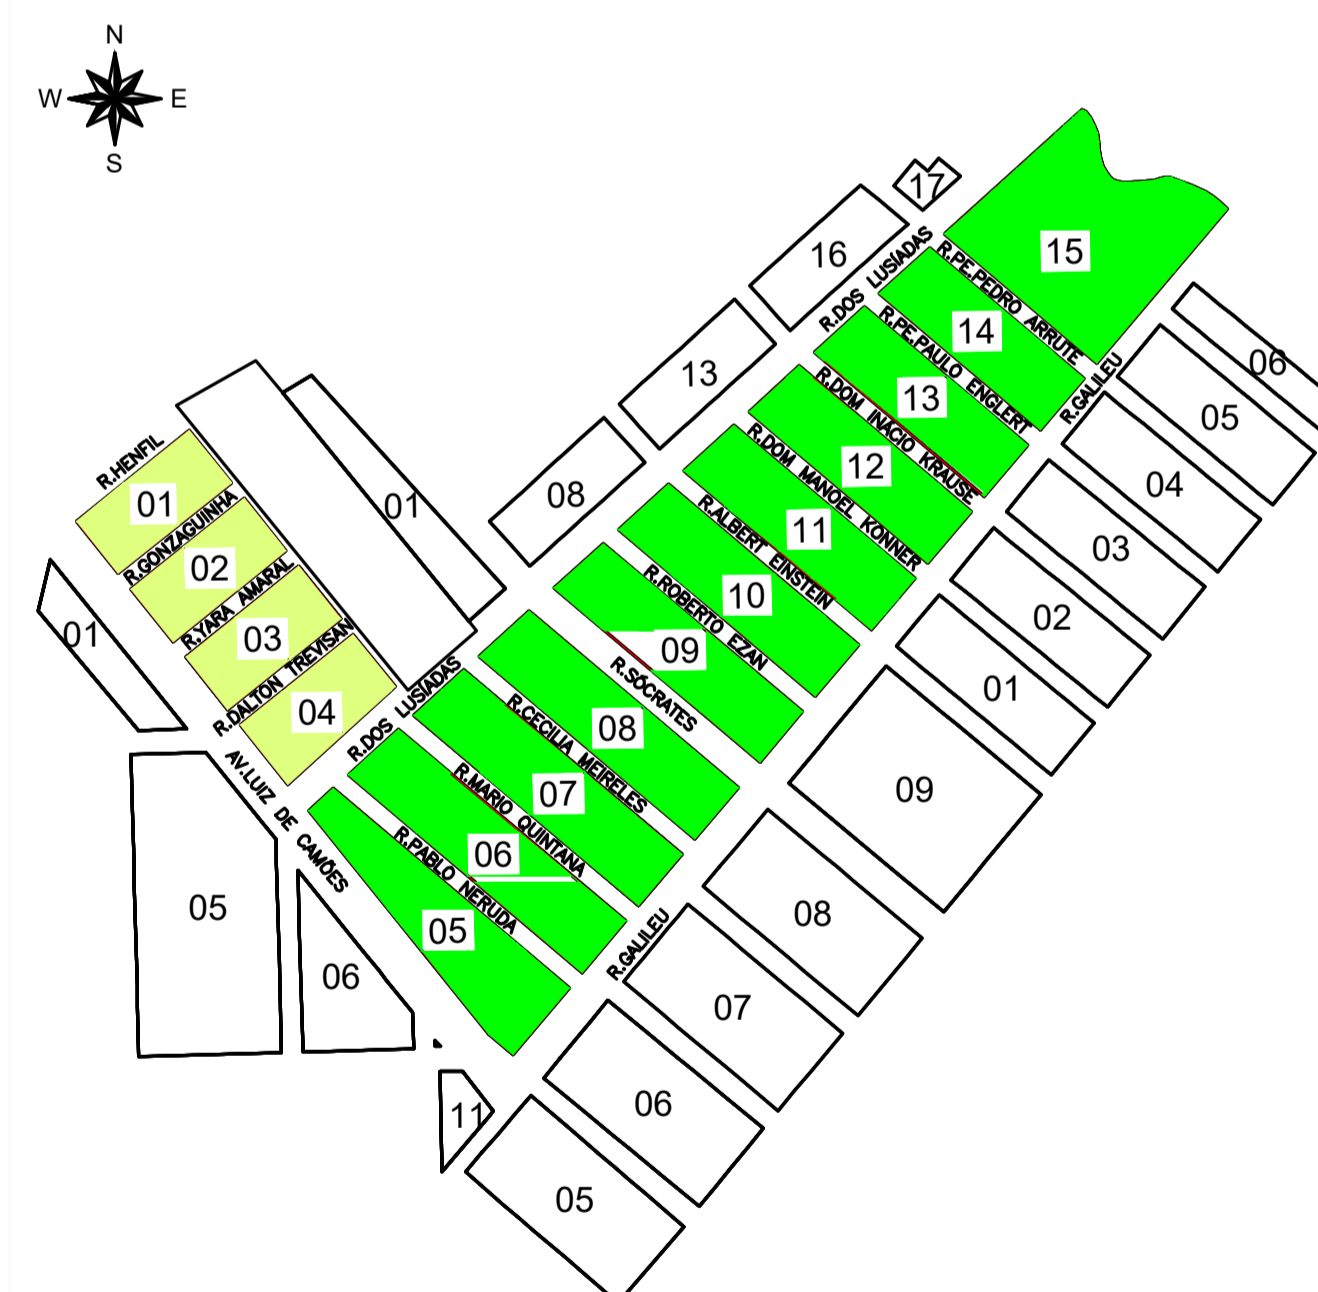 N
W E
S
17
15
16
R.DOS LUSÍADAS
R.PE.PEDRO ARRUTE
14
R.PE.PAULO ENGLERT
06
13
13
R.GALILEU
05
R.DOM INÁCIO KRAUSE
12
04
R.HENFIL
01
R.GONZAGUINHA
01
08
R.DOM MANOEL KONNER
11
03
R.ALBERT EINSTEIN
02
R.YARA AMARAL
10
R.ROBERTO EZAN
02
01
03
R.DALTON TREVISAN
09
R.SÓCRATES
01
04
R.DOS LUSÍADAS
08
R.CECILIA MEIRELES
09
AV.LUIZ DE CAMÕES
07
R.MARIO QUINTANA
06
R.PABLO NERUDA
05
05
08
R.GALILEU
06
07
11
06
05